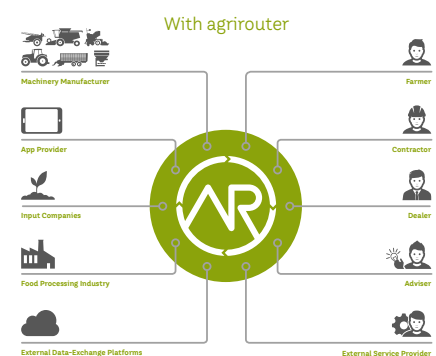 With agrirouter
Machinery Manufacturer
Farmer
App Provider
Contractor
AR
Input Companies
Dealer
Food Processing Industry
Adviser
External Data-Exchange Platforms
External Service Provider